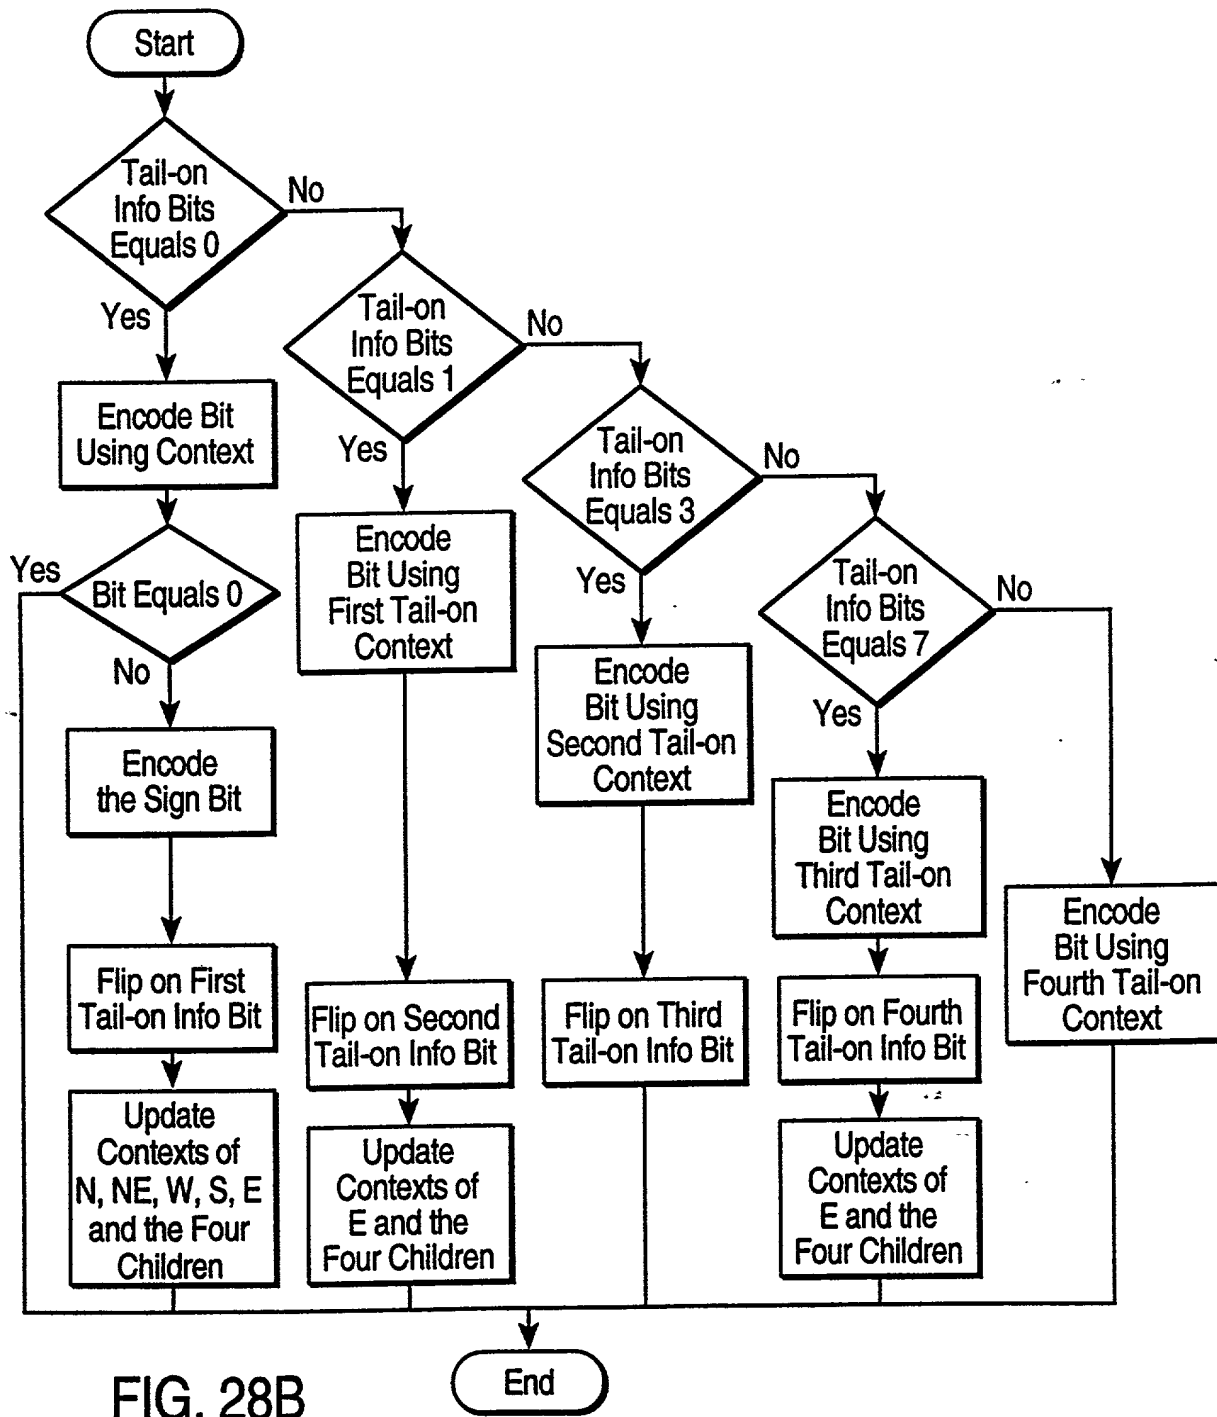 Start
Tail-on
Info Bits
Equals 0
No
Yes
Tail-on
Info Bits
Equals 1
No
Yes
Tail-on
Info Bits
Equals 3
No
Yes
Tail-on
Info Bits
Equals 7
No
Yes
Encode Bit
Using Context
Bit Equals 0
Yes
No
Encode
the Sign Bit
Flip on First
Tail-on Info Bit
Update
Contexts of
N, NE, W, S, E
and the Four
Children
Encode
Bit Using
First Tail-on
Context
Flip on Second
Tail-on Info Bit
Update
Contexts of
E and the
Four Children
Encode
Bit Using
Second Tail-on
Context
Flip on Third
Tail-on Info Bit
Encode
Bit Using
Third Tail-on
Context
Flip on Fourth
Tail-on Info Bit
Update
Contexts of
E and the
Four Children
Encode
Bit Using
Fourth Tail-on
Context
End
FIG. 28B